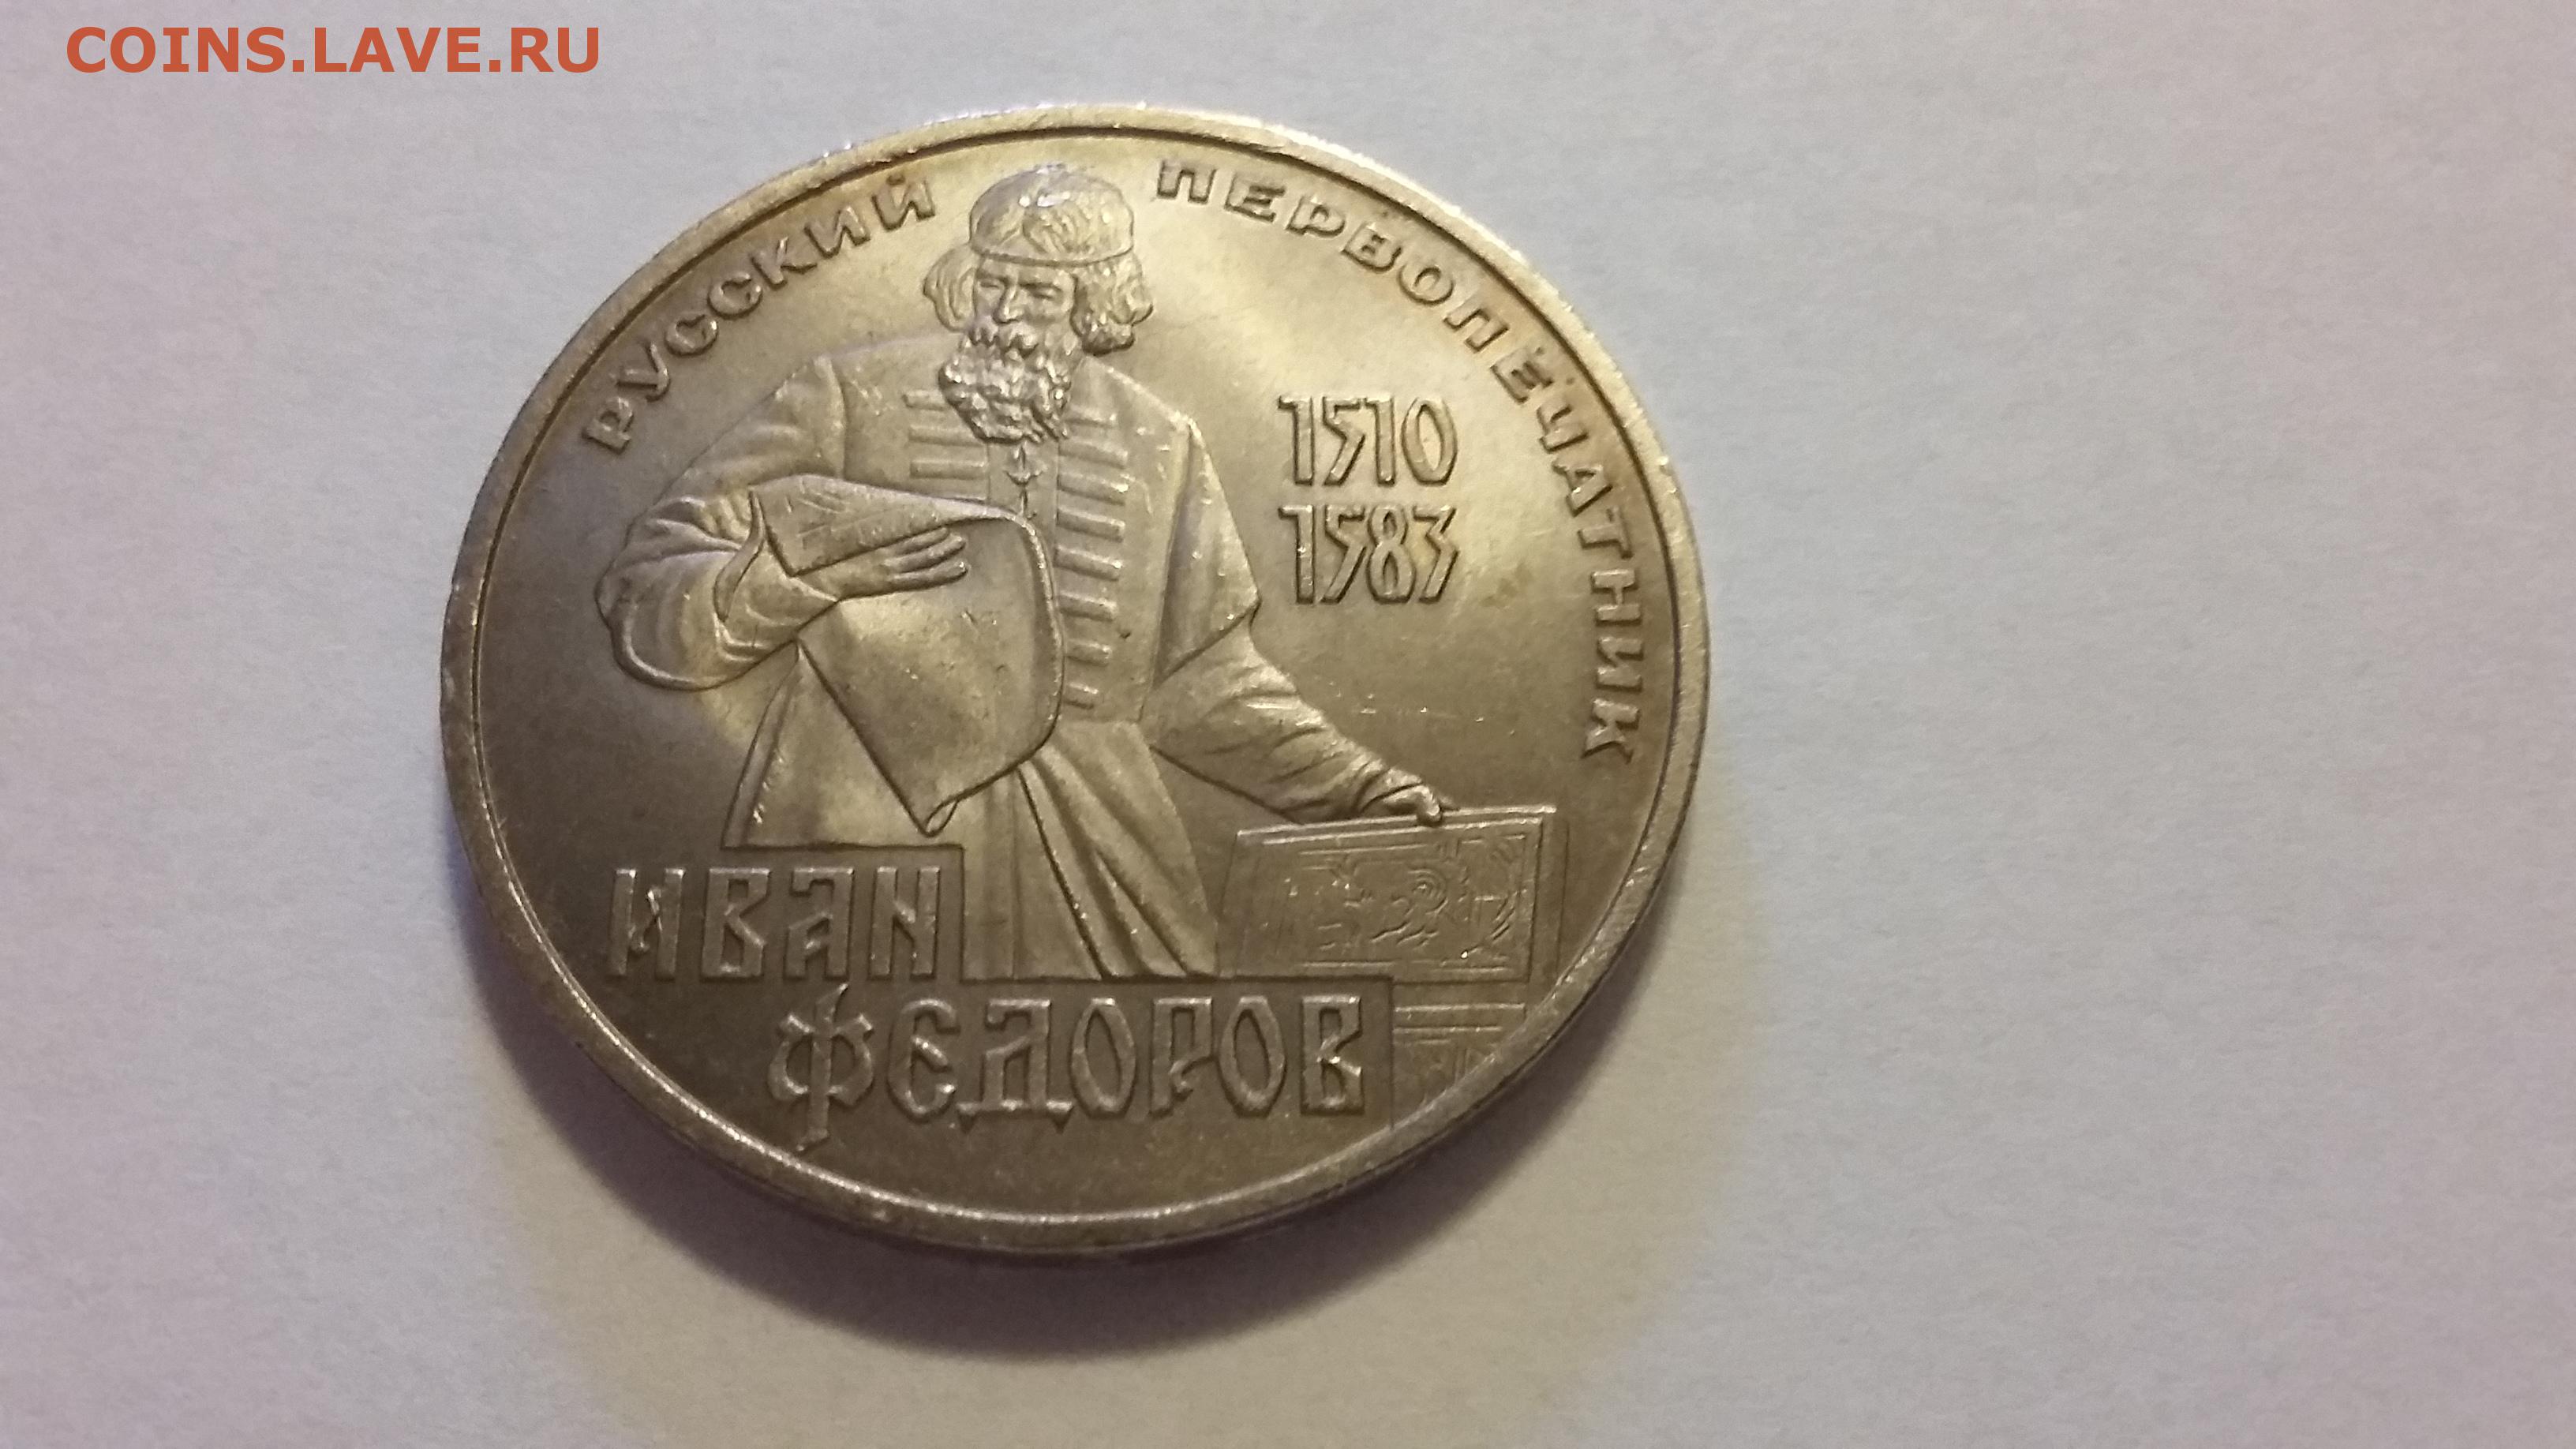 COINS.LAVE.RU
РУССКИЙ ПЕРВОПЕЧАТНИК
1510
1583
ИВАН
ФЕДОРОВ